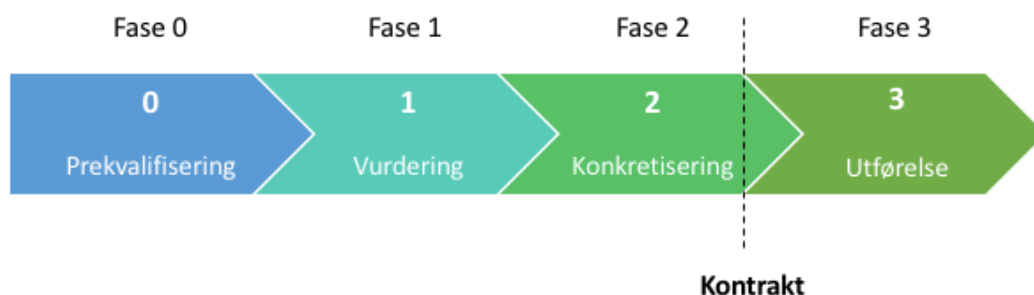 Fase 0
Fase 1
Fase 2
Fase 3
0
1
2
3
Prekvalifisering
Vurdering
Konkretisering
Utførelse
Kontrakt